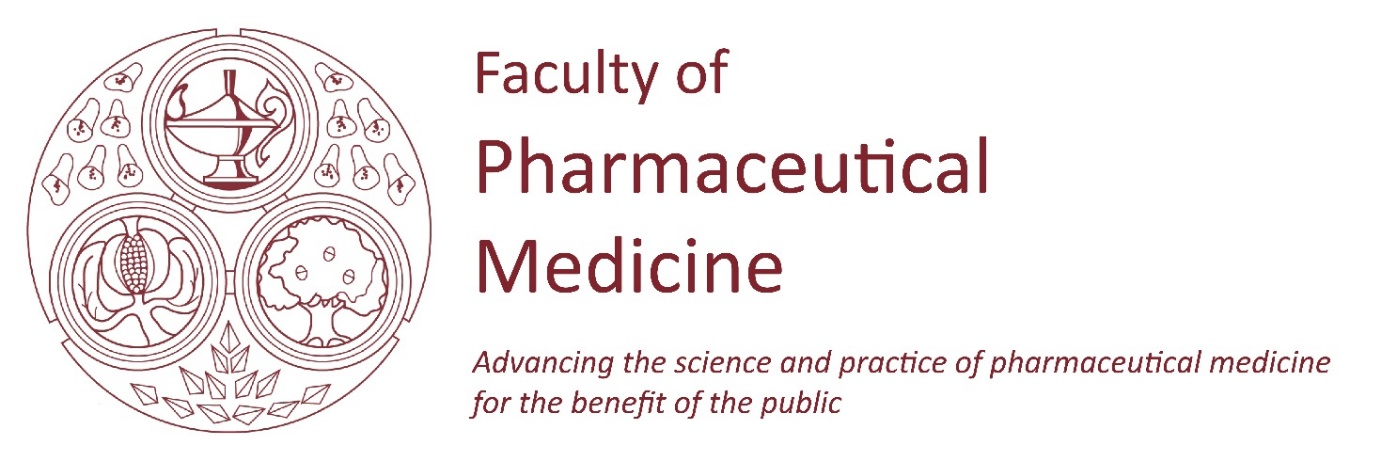 Faculty of
Pharmaceutical
Medicine
Advancing the science and practice of pharmaceutical medicine
for the benefit of the public